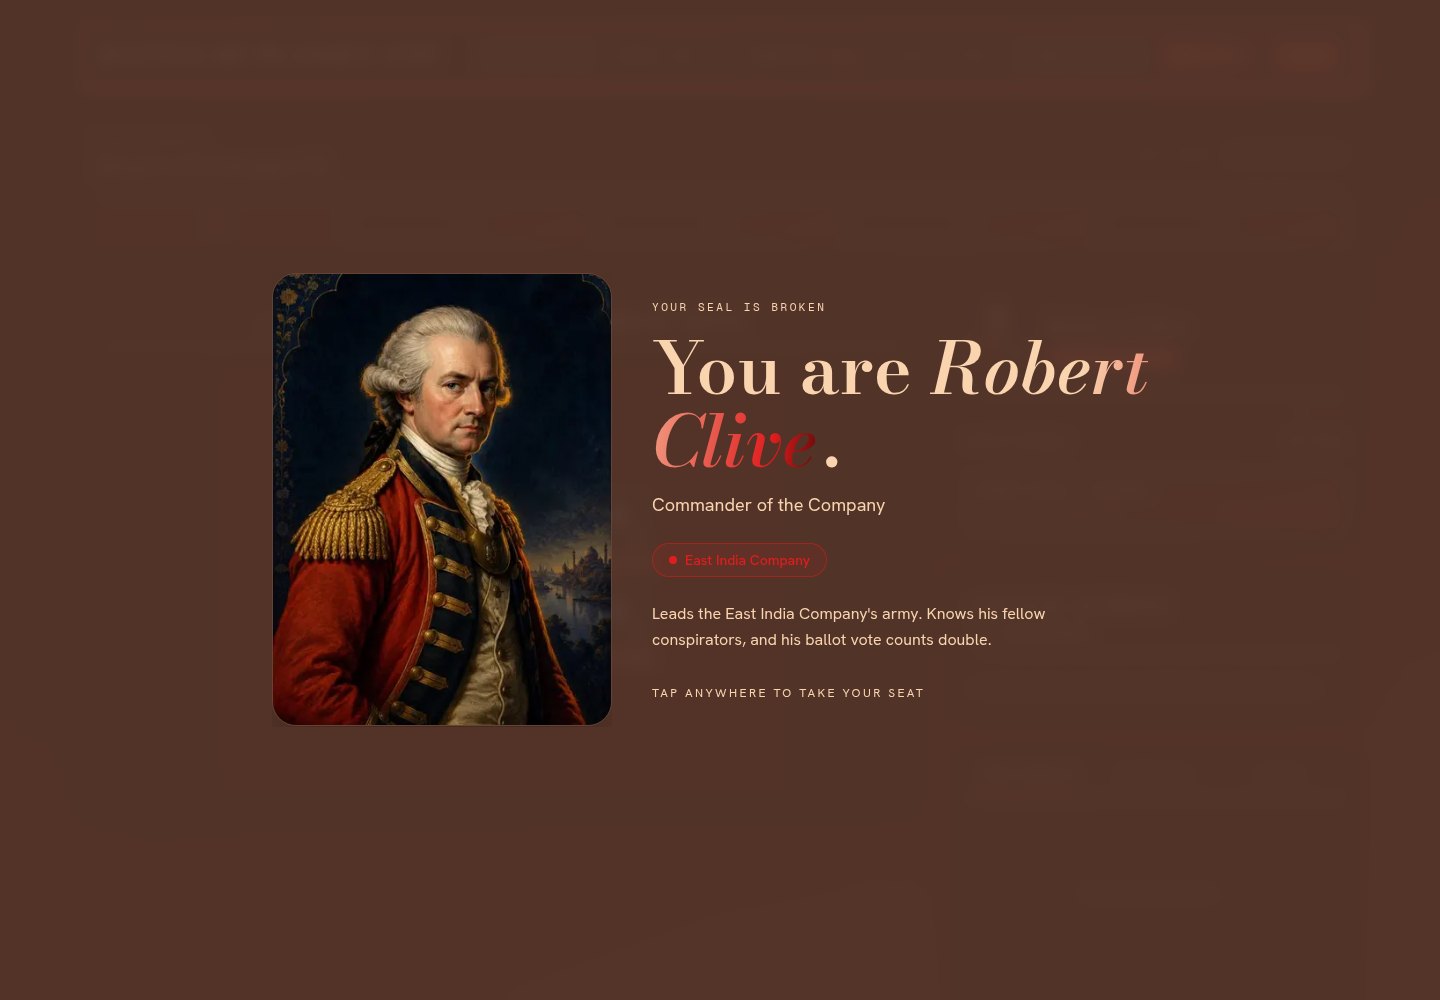 YOUR SEAL IS BROKEN
You are Robert
Clive.
Commander of the Company
East India Company
Leads the East India Company's army. Knows his fellow
conspirators, and his ballot vote counts double.
TAP ANYWHERE TO TAKE YOUR SEAT